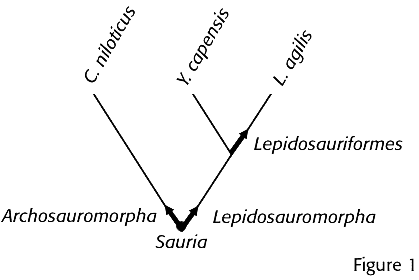 C. niloticus
Y. capensis
L. agilis
Lepidosauriformes
Archosauromorpha
Lepidosauromorpha
Sauria
Figure 1